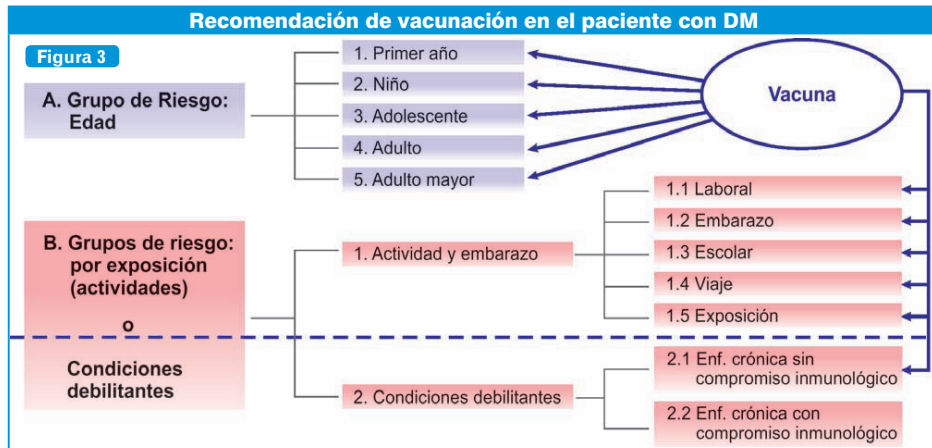 Recomendación de vacunación en el paciente con DM
Figura 3
A. Grupo de Riesgo:
Edad
1. Primer año
2. Niño
3. Adolescente
4. Adulto
5. Adulto mayor
Vacuna
B. Grupos de riesgo:
por exposición
(actividades)
o
Condiciones
debilitantes
1. Actividad y embarazo
1.1 Laboral
1.2 Embarazo
1.3 Escolar
1.4 Viaje
1.5 Exposición
2. Condiciones debilitantes
2.1 Enf. crónica sin
compromiso inmunológico
2.2 Enf. crónica con
compromiso inmunológico